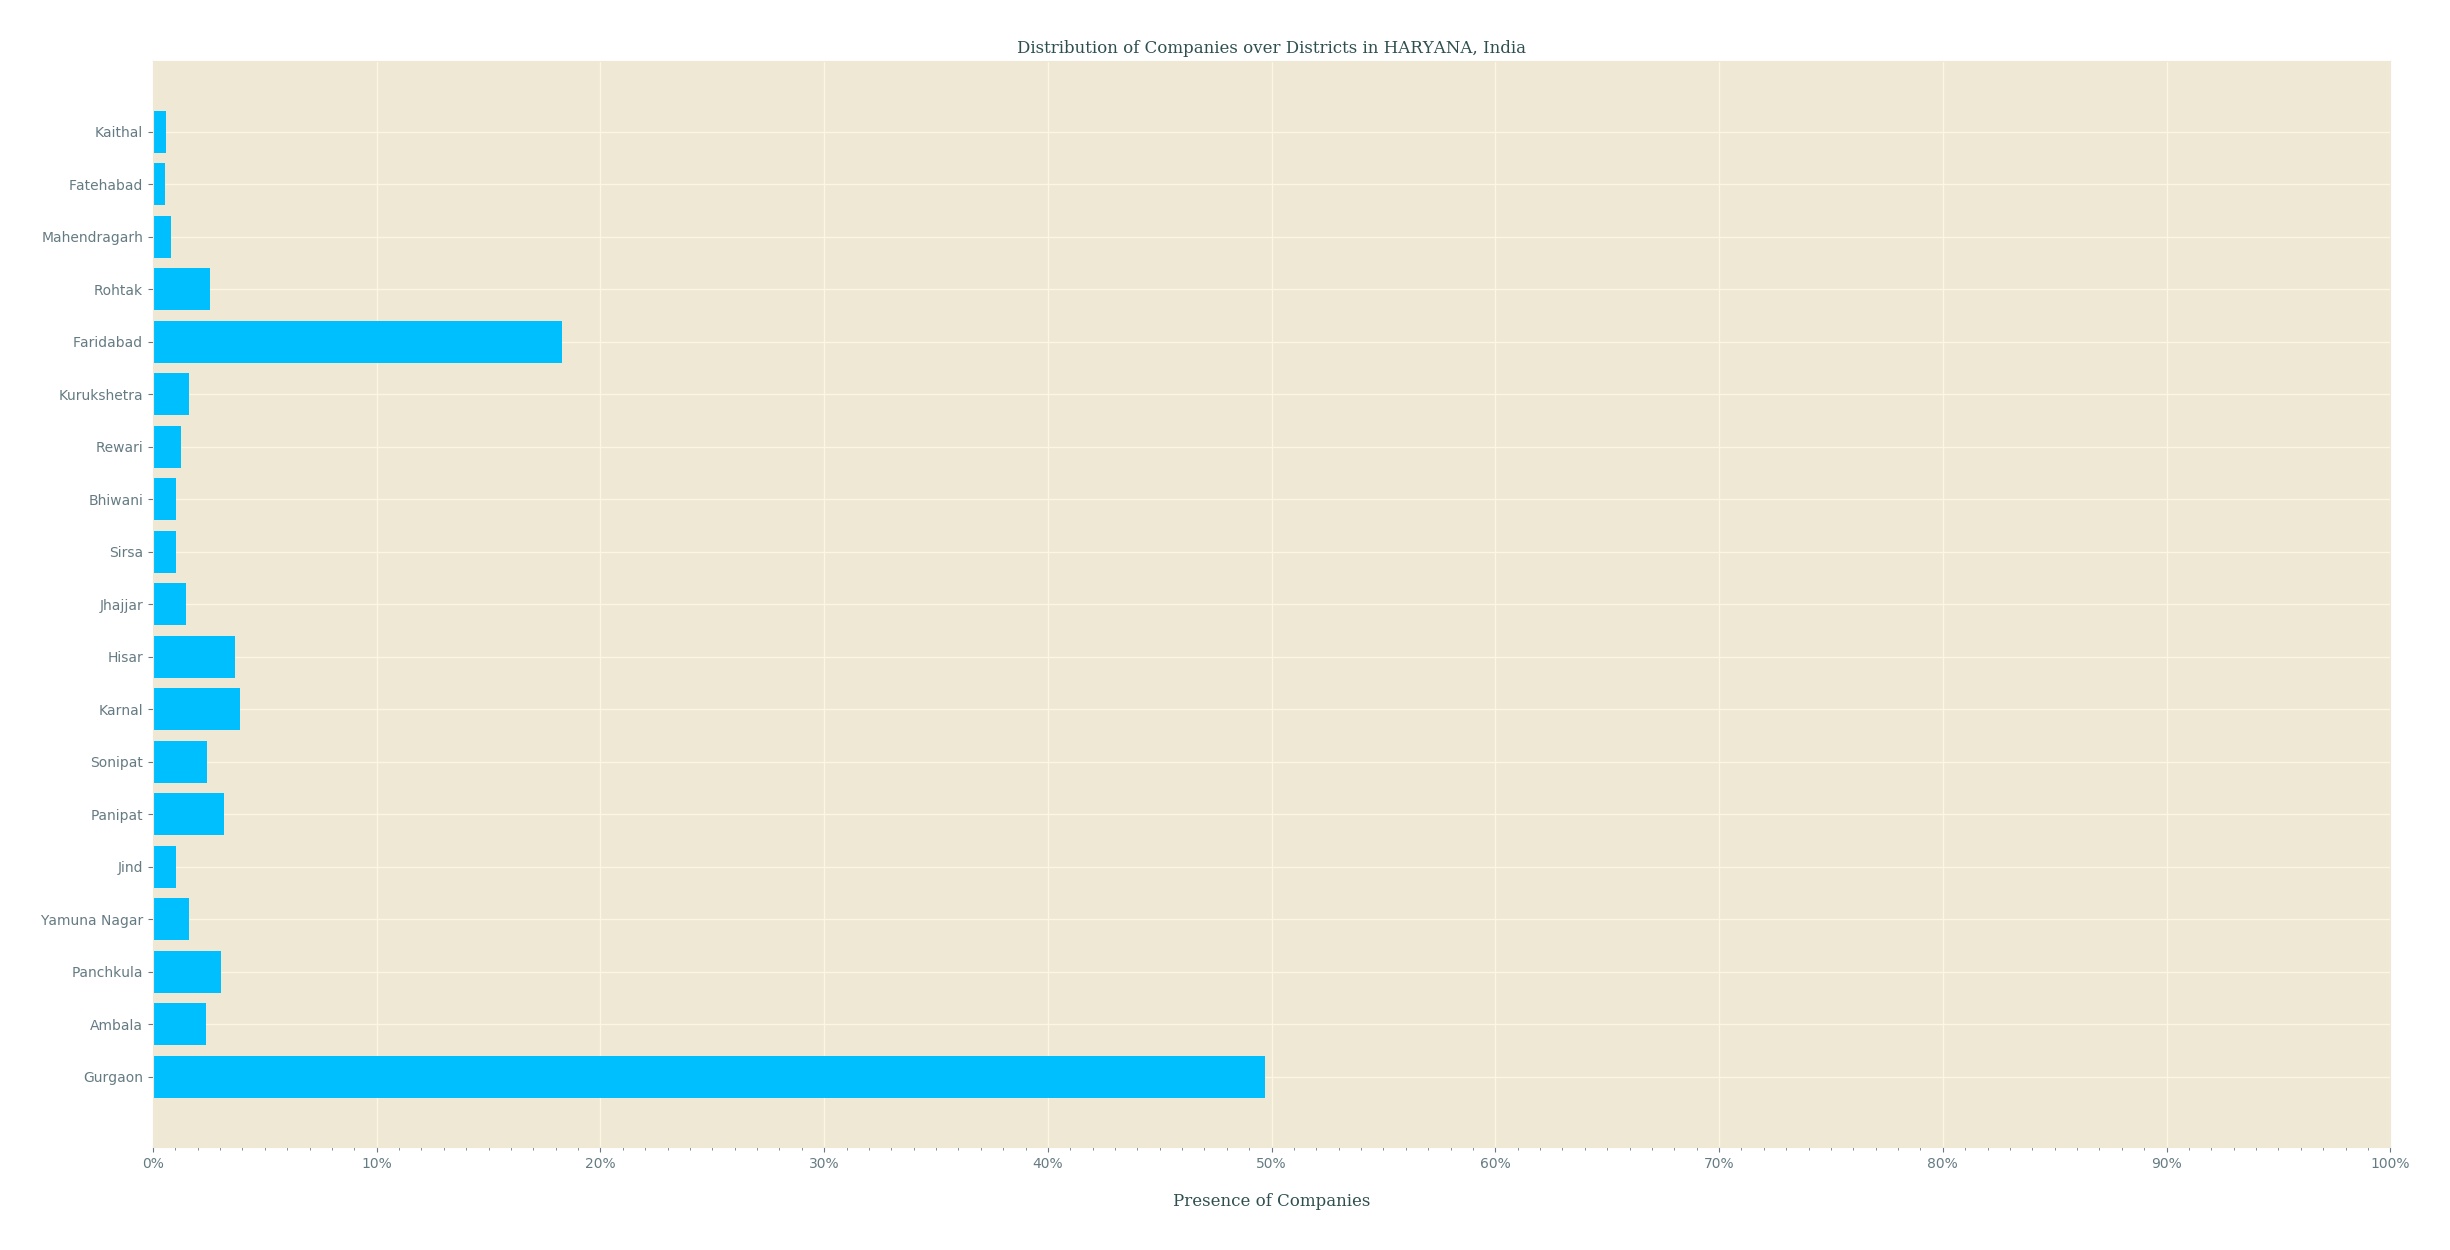 Distribution of Companies over Districts in HARYANA, India
Kaithal
Fatehabad
Mahendragarh
Rohtak
Faridabad
Kurukshetra
Rewari
Bhiwani
Sirsa
Jhajjar
Hisar
Karnal
Sonipat
Panipat
Jind
Yamuna Nagar
Panchkula
Ambala
Gurgaon
0% 10% 20% 30% 40% 50% 60% 70% 80% 90% 100%
Presence of Companies